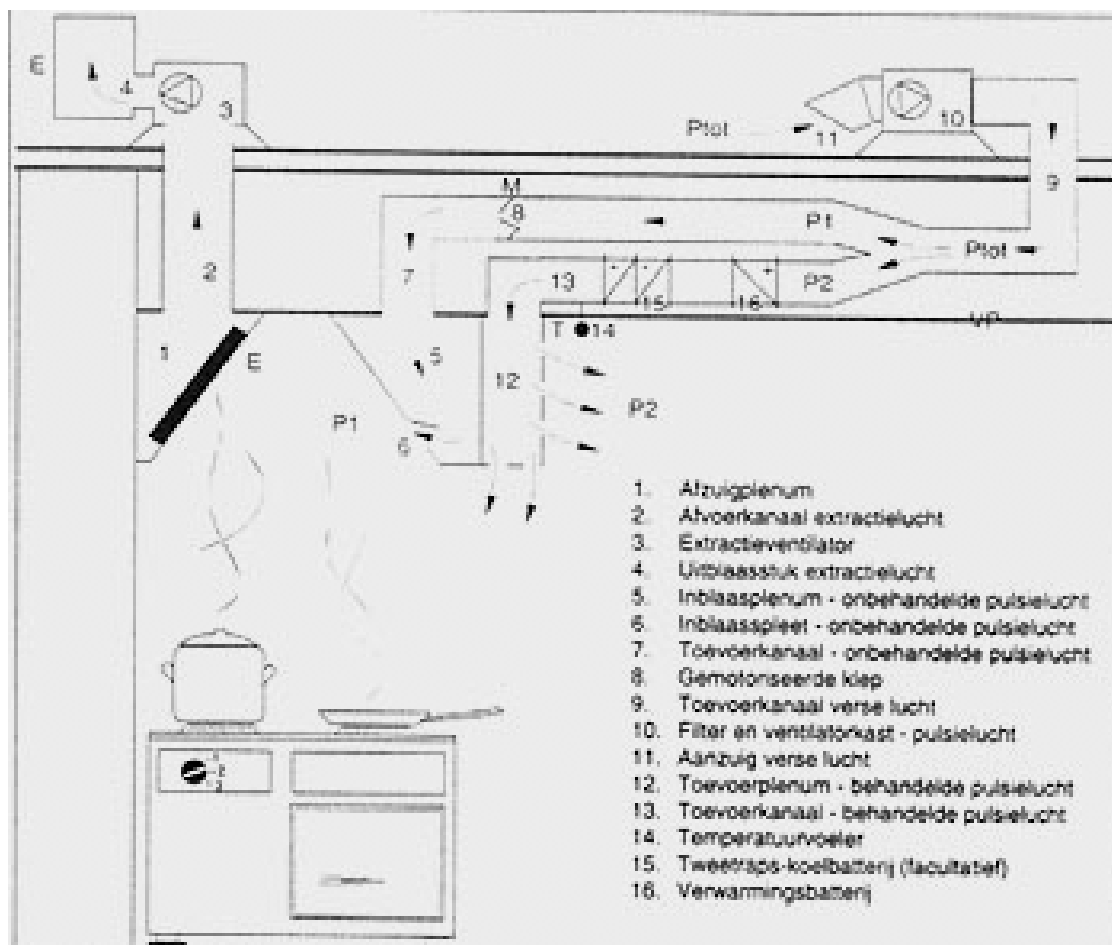 E
4
3
Ptot
11
10
9
M
8
P1
2
7
Ptot
13
15
16
P2
VP
1
E
5
T
14
12
P2
P1
6
1. Afzuigplenum
2. Afvoerkanaal extractielucht
3. Extractieventilator
4. Uitblaasstuk extractielucht
5. Inblaasplenum - onbehandelde pulsielucht
6. Inblaasspleet - onbehandelde pulsielucht
7. Toevoerkanaal - onbehandelde pulsielucht
8. Gemotoriseerde klep
9. Toevoerkanaal verse lucht
10. Filter en ventilatorkast - pulsielucht
11. Aanzuig verse lucht
12. Toevoerplenum - behandelde pulsielucht
13. Toevoerkanaal - behandelde pulsielucht
14. Temperatuurvoeler
15. Tweetraps-koelbatterij (facultatief)
16. Verwarmingsbatterij